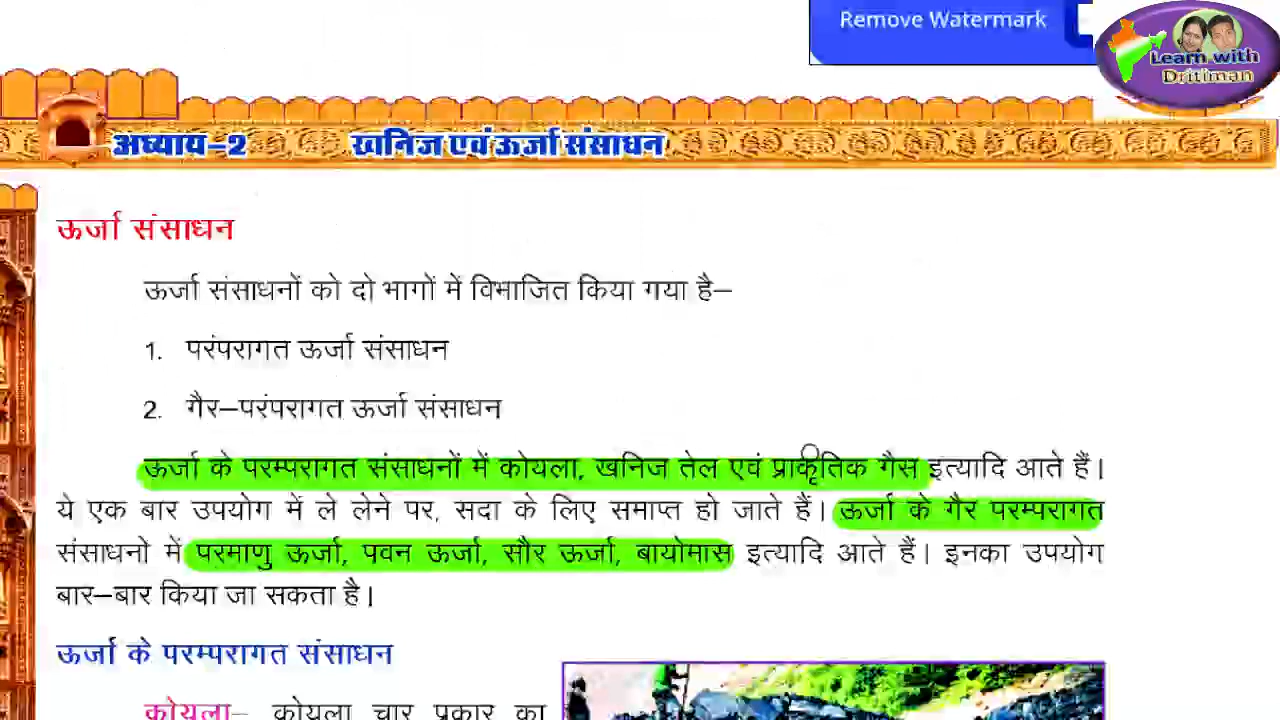 Remove Watermark
Learn with
Dritiman
अध्याय–2 खनिज एवं ऊर्जा संसाधन
ऊर्जा संसाधन
ऊर्जा संसाधनों को दो भागों में विभाजित किया गया है–
1. परंपरागत ऊर्जा संसाधन
2. गैर–परंपरागत ऊर्जा संसाधन
ऊर्जा के परम्परागत संसाधनों में कोयला, खनिज तेल एवं प्राकृतिक गैस इत्यादि आते हैं।
ये एक बार उपयोग में ले लेने पर, सदा के लिए समाप्त हो जाते हैं। ऊर्जा के गैर परम्परागत
संसाधनों में परमाणु ऊर्जा, पवन ऊर्जा, सौर ऊर्जा, बायोमास इत्यादि आते हैं। इनका उपयोग
बार–बार किया जा सकता है।
ऊर्जा के परम्परागत संसाधन
कोयला– कोयला चार प्रकार का